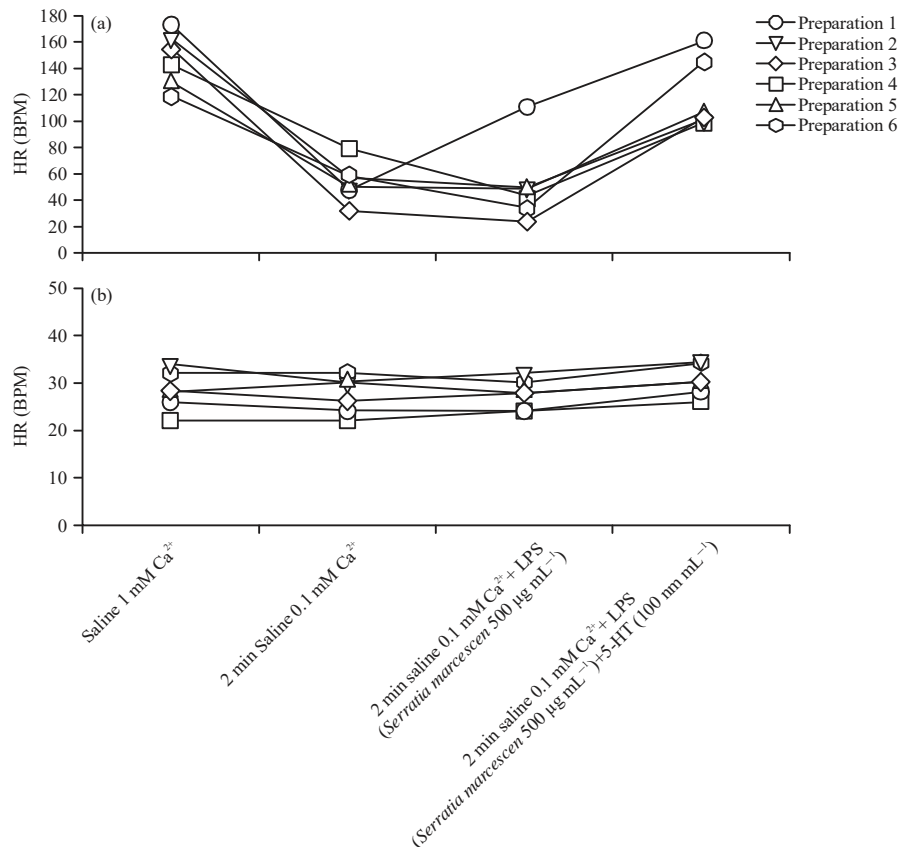 (a)
HR (BPM)
180
160
140
120
100
80
60
40
20
0
Preparation 1
Preparation 2
Preparation 3
Preparation 4
Preparation 5
Preparation 6
(b)
HR (BPM)
50
40
30
20
10
0
Saline 1 mM Ca²⁺
2 min Saline 0.1 mM Ca²⁺
2 min saline 0.1 mM Ca²⁺+ LPS
(Serratia marcescen 500 µg mL⁻¹)
2 min saline 0.1 mM Ca²⁺+ LPS
(Serratia marcescen 500 µg mL⁻¹)+5-HT (100 nm mL⁻¹)